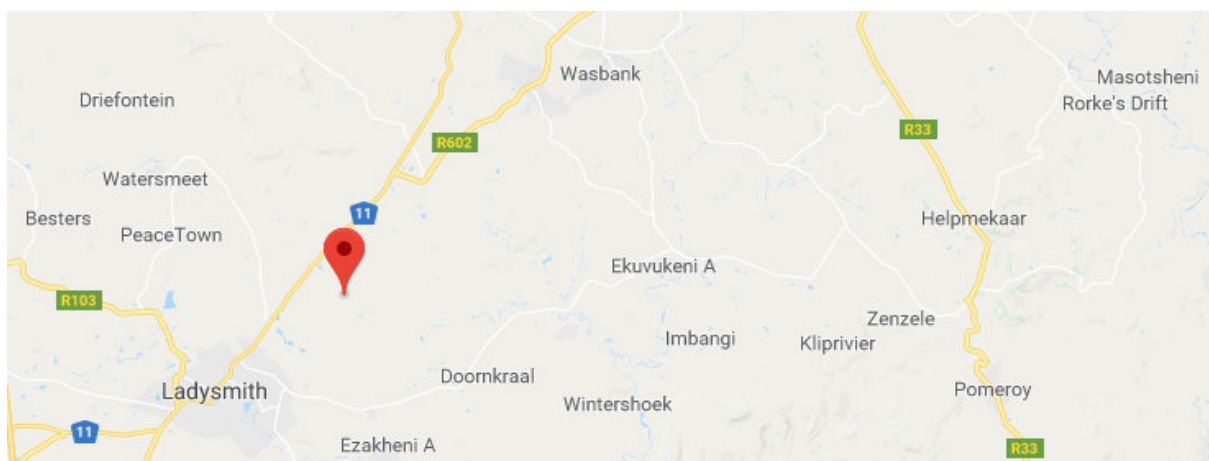 Wasbank
Masotsheni
Driefontein
Rorke's Drift
R33
R602
Watersmeet
11
Besters
Helpmekaar
PeaceTown
Ekuvukeni A
R103
Zenzele
Imbangi
Kliprivier
Doornkraal
Ladysmith
Pomeroy
Wintershoek
11
Ezakheni A
R33